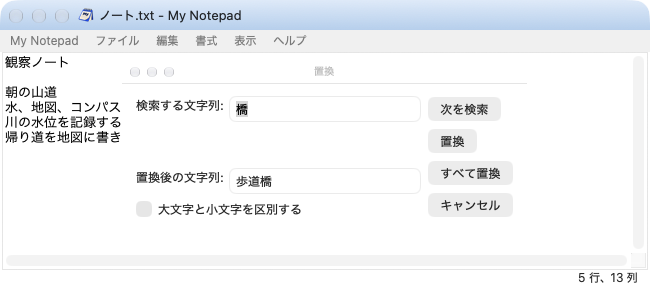 ノート.txt - My Notepad
My Notepad ファイル 編集 書式 表示 ヘルプ
観察ノート
朝の山道
水、地図、コンパス
川の水位を記録する
帰り道を地図に書き
置換
検索する文字列: 橋
次を検索
置換
置換後の文字列: 歩道橋
すべて置換
大文字と小文字を区別する
キャンセル
5 行、13 列